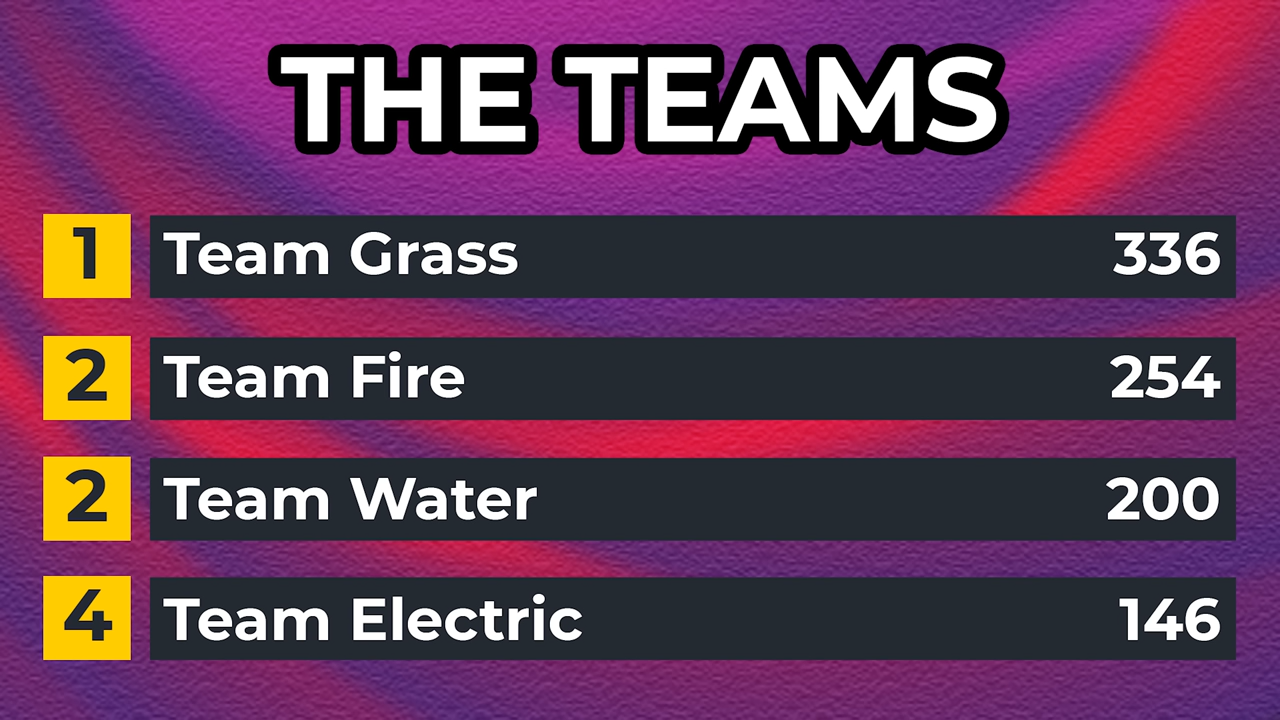 THE TEAMS
1 Team Grass 336
2 Team Fire 254
2 Team Water 200
4 Team Electric 146